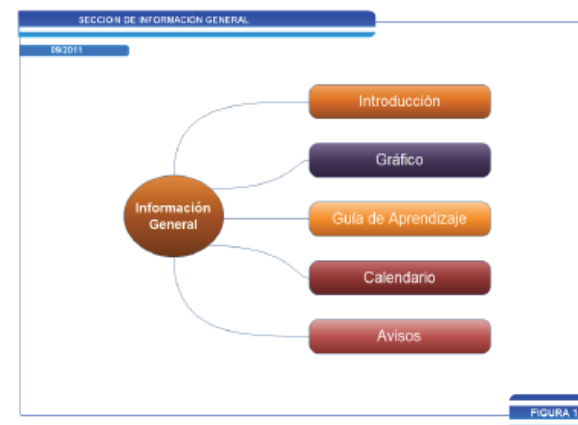 SECCION DE INFORMACION GENERAL
09/2011
Introducción
Gráfico
Información
General
Guía de Aprendizaje
Calendario
Avisos
FIGURA 1